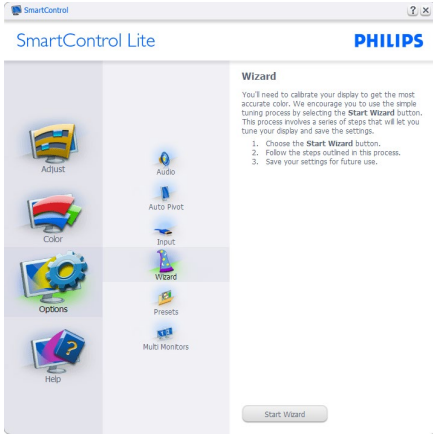 SmartControl
? ×
SmartControl Lite
PHILIPS
Adjust
Color
Options
Help
Audio
Auto Pivot
Input
Wizard
Presets
Multi Monitors
Wizard
You'll need to calibrate your display to get the most
accurate color. We encourage you to use the simple
tuning process by selecting the Start Wizard button.
This process involves a series of steps that will let you
tune your display and save the settings.
1. Choose the Start Wizard button.
2. Follow the steps outlined in this process.
3. Save your settings for future use.
Start Wizard